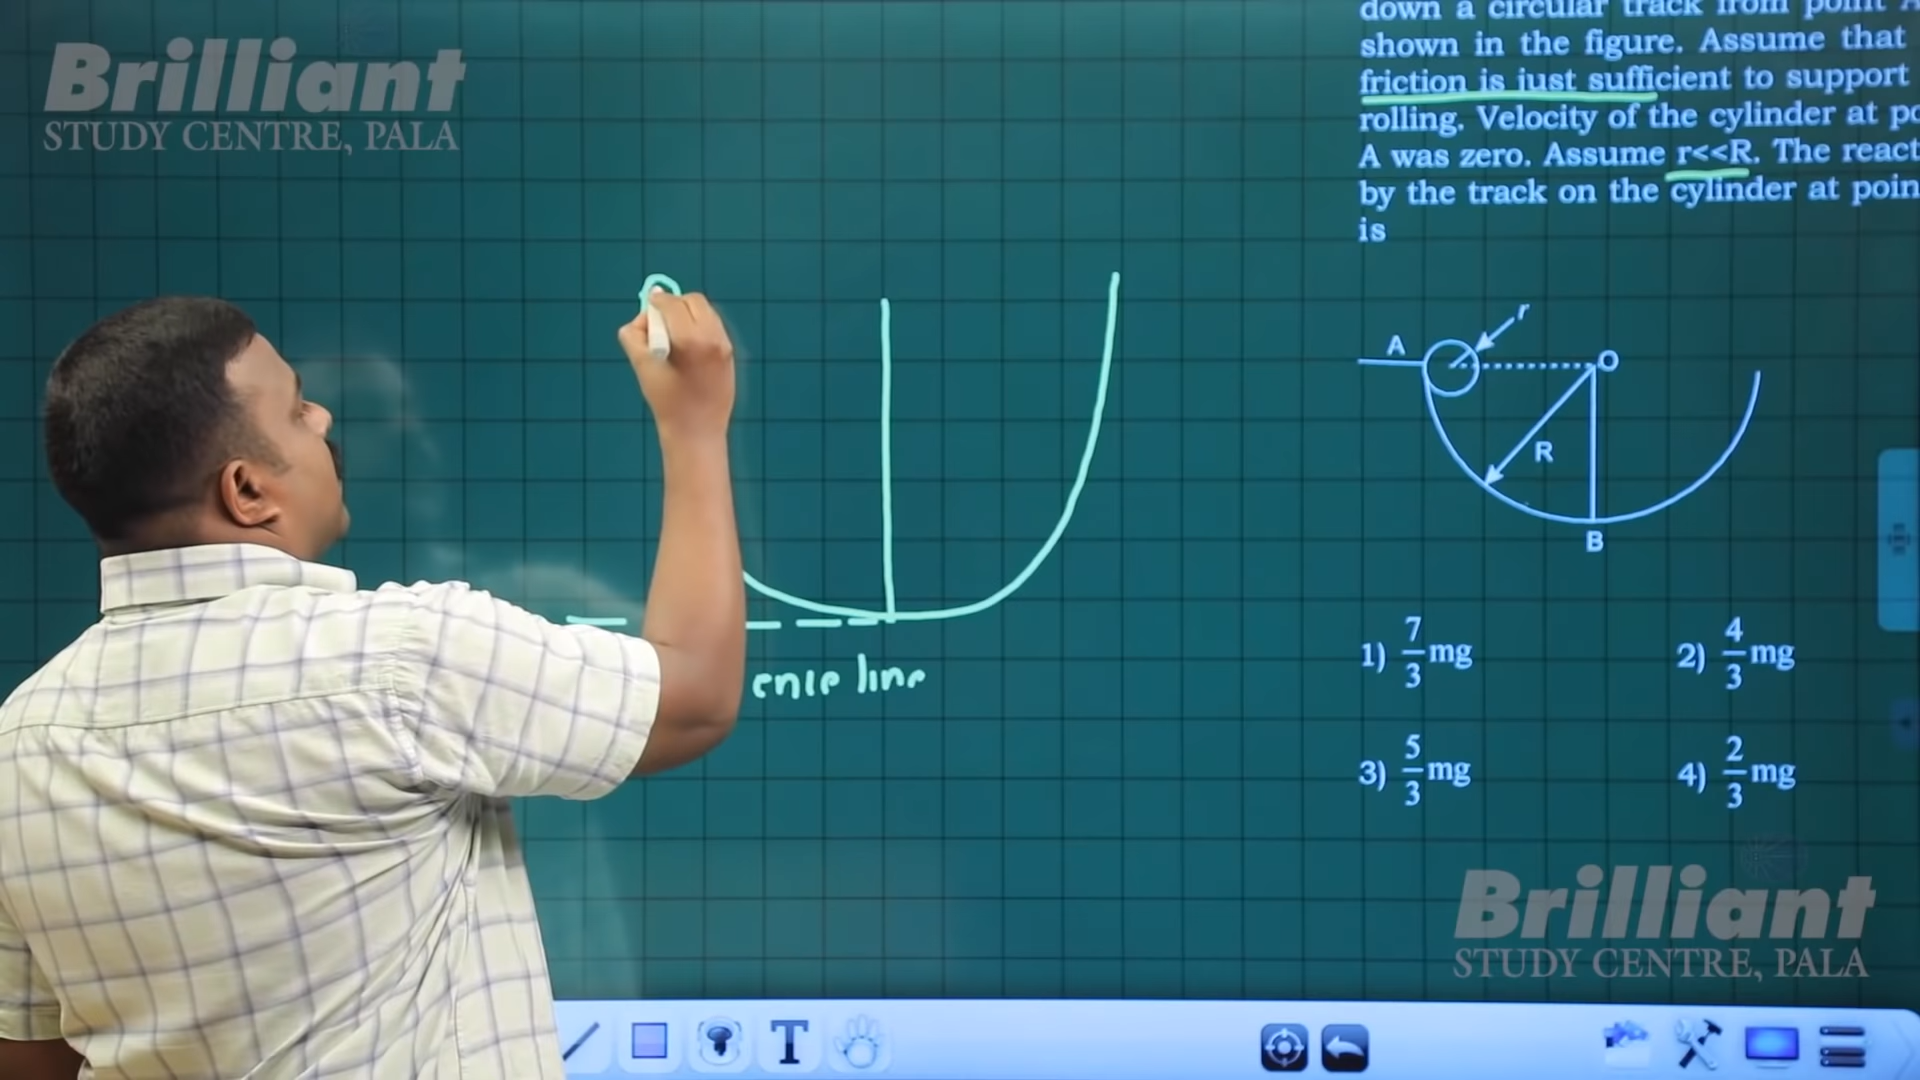 Brilliant
STUDY CENTRE, PALA
down a circular track from point A
shown in the figure. Assume that
friction is just sufficient to support
rolling. Velocity of the cylinder at po
A was zero. Assume r<<R. The react
by the track on the cylinder at poin
is
r
A
O
R
B
ence line
1) 7/3 mg
2) 4/3 mg
3) 5/3 mg
4) 2/3 mg
Brilliant
STUDY CENTRE, PALA
T